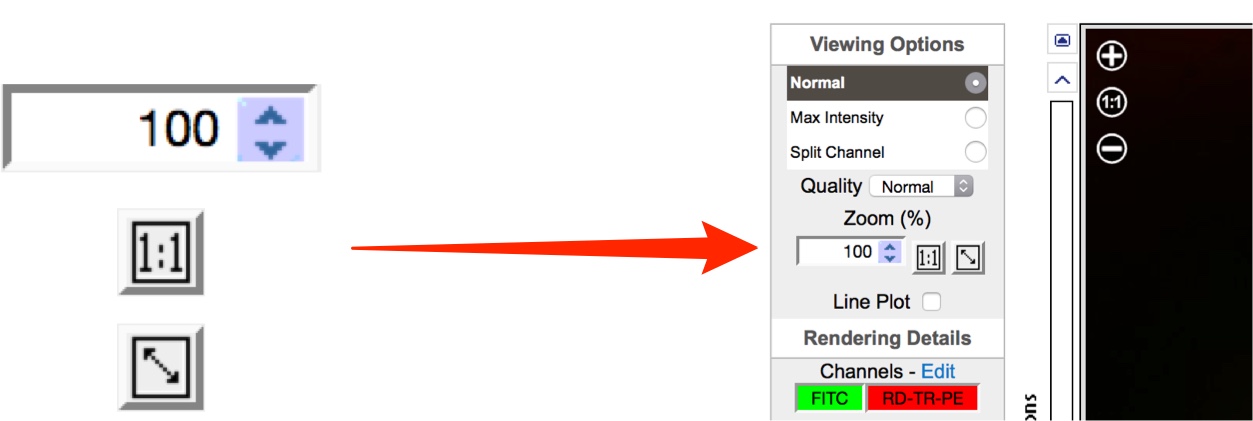 100
1:1
Viewing Options
Normal
Max Intensity
Split Channel
Quality Normal
Zoom (%)
100 1:1
Line Plot
Rendering Details
Channels - Edit
FITC RD-TR-PE
1:1